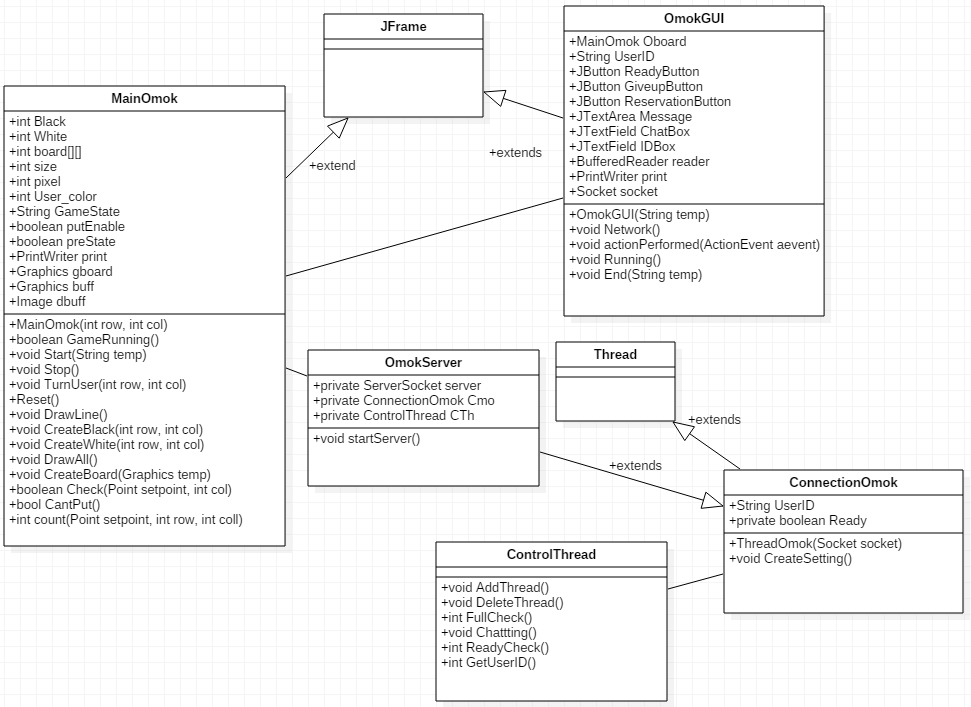 JFrame
OmokGUI
+MainOmok Oboard
+String UserID
+JButton ReadyButton
+JButton GiveupButton
+JButton ReservationButton
+JTextArea Message
+JTextField ChatBox
+JTextField IDBox
+BufferedReader reader
+PrintWriter print
+Socket socket
+OmokGUI(String temp)
+void Network()
+void actionPerformed(ActionEvent aevent)
+void Running()
+void End(String temp)
MainOmok
+int Black
+int White
+int board[][]
+int size
+int pixel
+int User_color
+String GameState
+boolean putEnable
+boolean preState
+PrintWriter print
+Graphics gboard
+Graphics buff
+Image dbuff
+MainOmok(int row, int col)
+boolean GameRunning()
+void Start(String temp)
+void Stop()
+void TurnUser(int row, int col)
+Reset()
+void DrawLine()
+void CreateBlack(int row, int col)
+void CreateWhite(int row, int col)
+void DrawAll()
+void CreateBoard(Graphics temp)
+boolean Check(Point setpoint, int col)
+bool CantPut()
+int count(Point setpoint, int row, int coll)
+extend
+extends
OmokServer
+private ServerSocket server
+private ConnectionOmok Cmo
+private ControlThread CTh
+void startServer()
Thread
+extends
+extends
ConnectionOmok
+String UserID
+private boolean Ready
+ThreadOmok(Socket socket)
+void CreateSetting()
ControlThread
+void AddThread()
+void DeleteThread()
+int FullCheck()
+void Chattting()
+int ReadyCheck()
+int GetUserID()